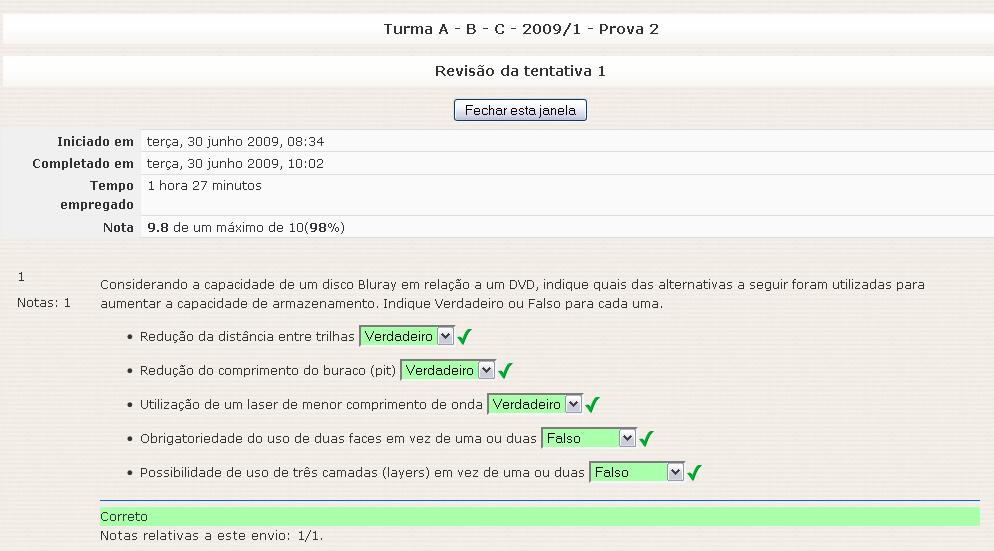 Turma A - B - C - 2009/1 - Prova 2
Revisão da tentativa 1
Fechar esta janela
Iniciado em terça, 30 junho 2009, 08:34
Completado em terça, 30 junho 2009, 10:02
Tempo empregado 1 hora 27 minutos
Nota 9.8 de um máximo de 10(98%)
1
Notas: 1
Considerando a capacidade de um disco Bluray em relação a um DVD, indique quais das alternativas a seguir foram utilizadas para
aumentar a capacidade de armazenamento. Indique Verdadeiro ou Falso para cada uma.
• Redução da distância entre trilhas Verdadeiro
• Redução do comprimento do buraco (pit) Verdadeiro
• Utilização de um laser de menor comprimento de onda Verdadeiro
• Obrigatoriedade do uso de duas faces em vez de uma ou duas Falso
• Possibilidade de uso de três camadas (layers) em vez de uma ou duas Falso
Correto
Notas relativas a este envio: 1/1.